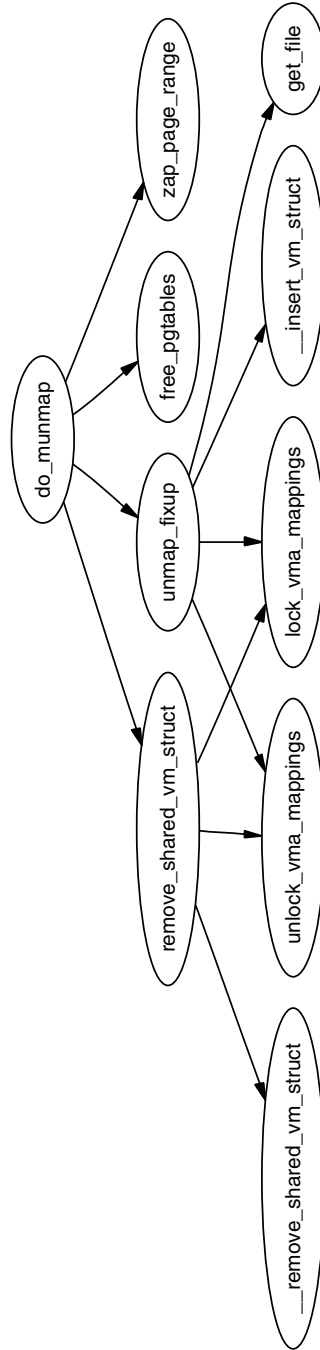 do_munmap
remove_shared_vm_struct
unmap_fixup
free_pgtables
zap_page_range
__remove_shared_vm_struct
unlock_vma_mappings
lock_vma_mappings
__insert_vm_struct
get_file